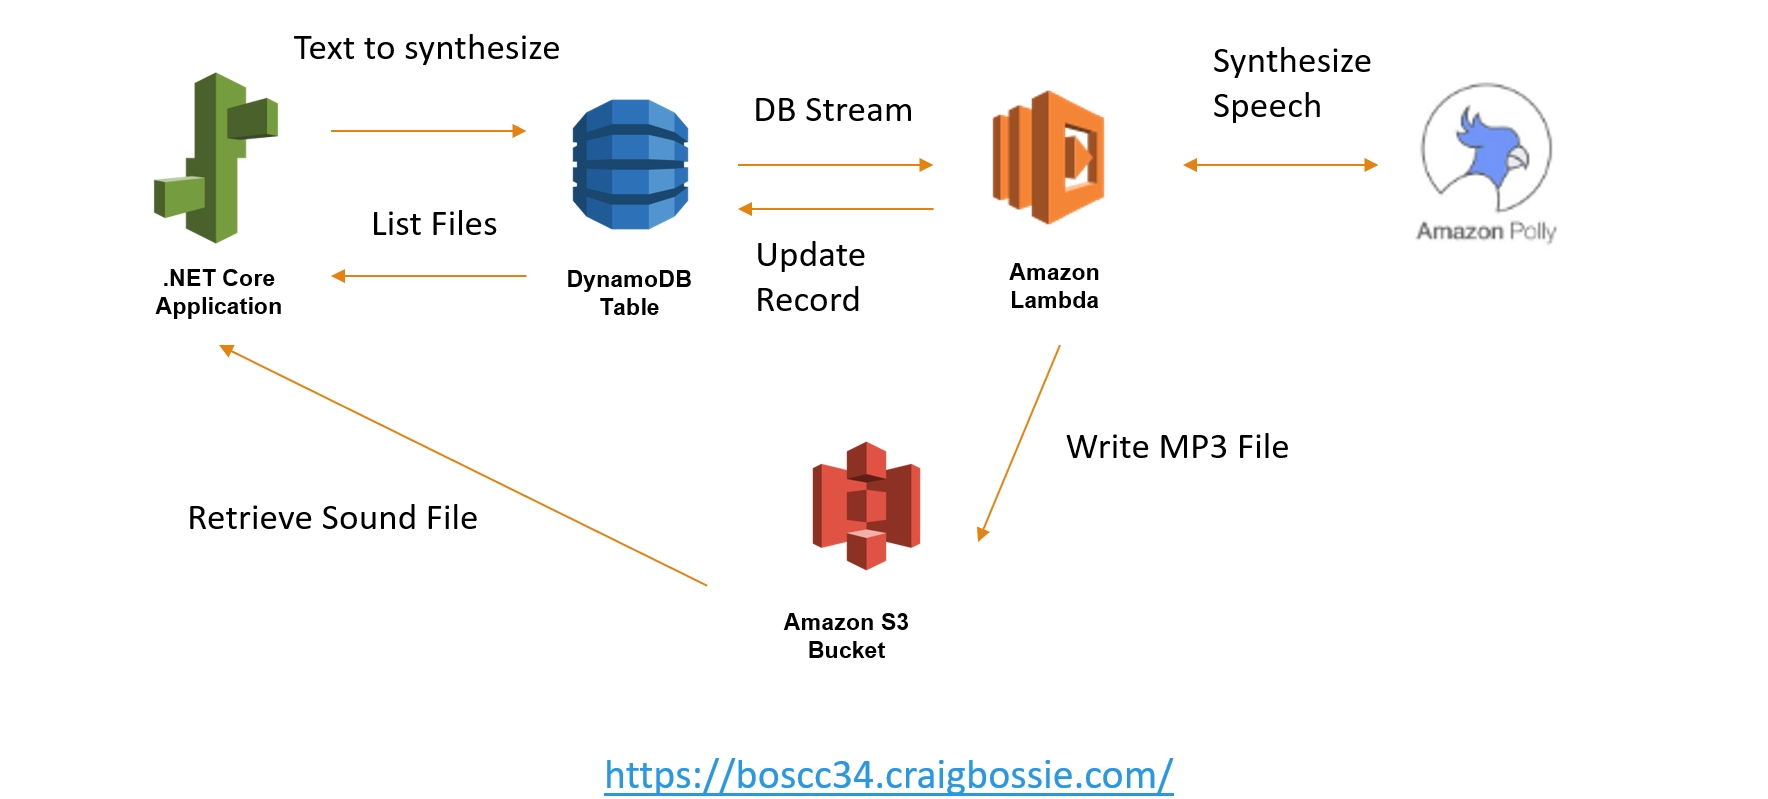 Text to synthesize
Synthesize
Speech
DB Stream
List Files
Amazon Polly
Update
Record
.NET Core
Application
DynamoDB
Table
Amazon
Lambda
Write MP3 File
Retrieve Sound File
Amazon S3
Bucket
https://boscc34.craigbossie.com/